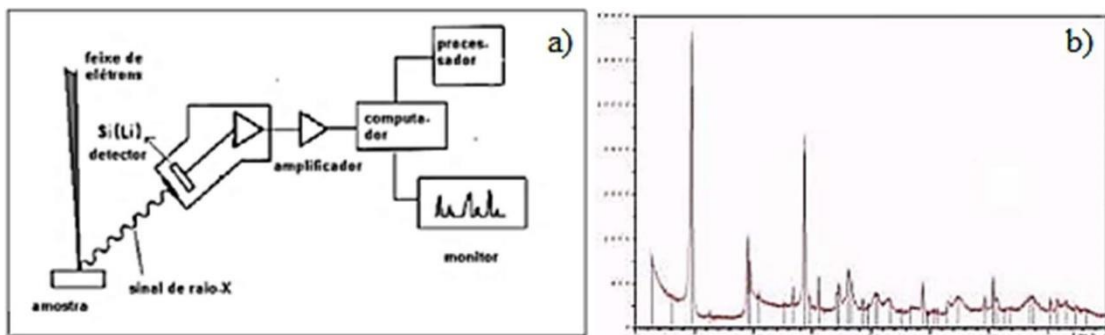 a)
feixe de
elétrons
Si(Li)
detector
amplificador
proces-
sador
computa-
dor
monitor
sinal de raio-X
amostra
b)